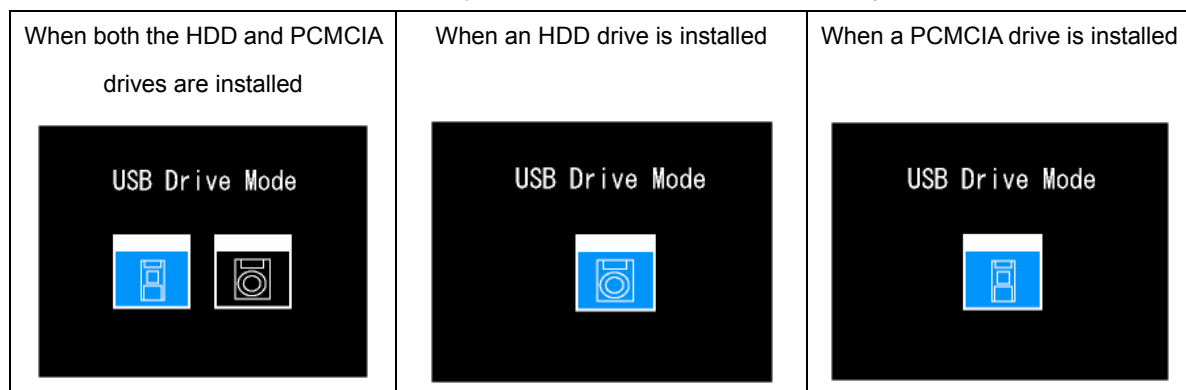 When both the HDD and PCMCIA
drives are installed
When an HDD drive is installed
When a PCMCIA drive is installed
USB Drive Mode
USB Drive Mode
USB Drive Mode